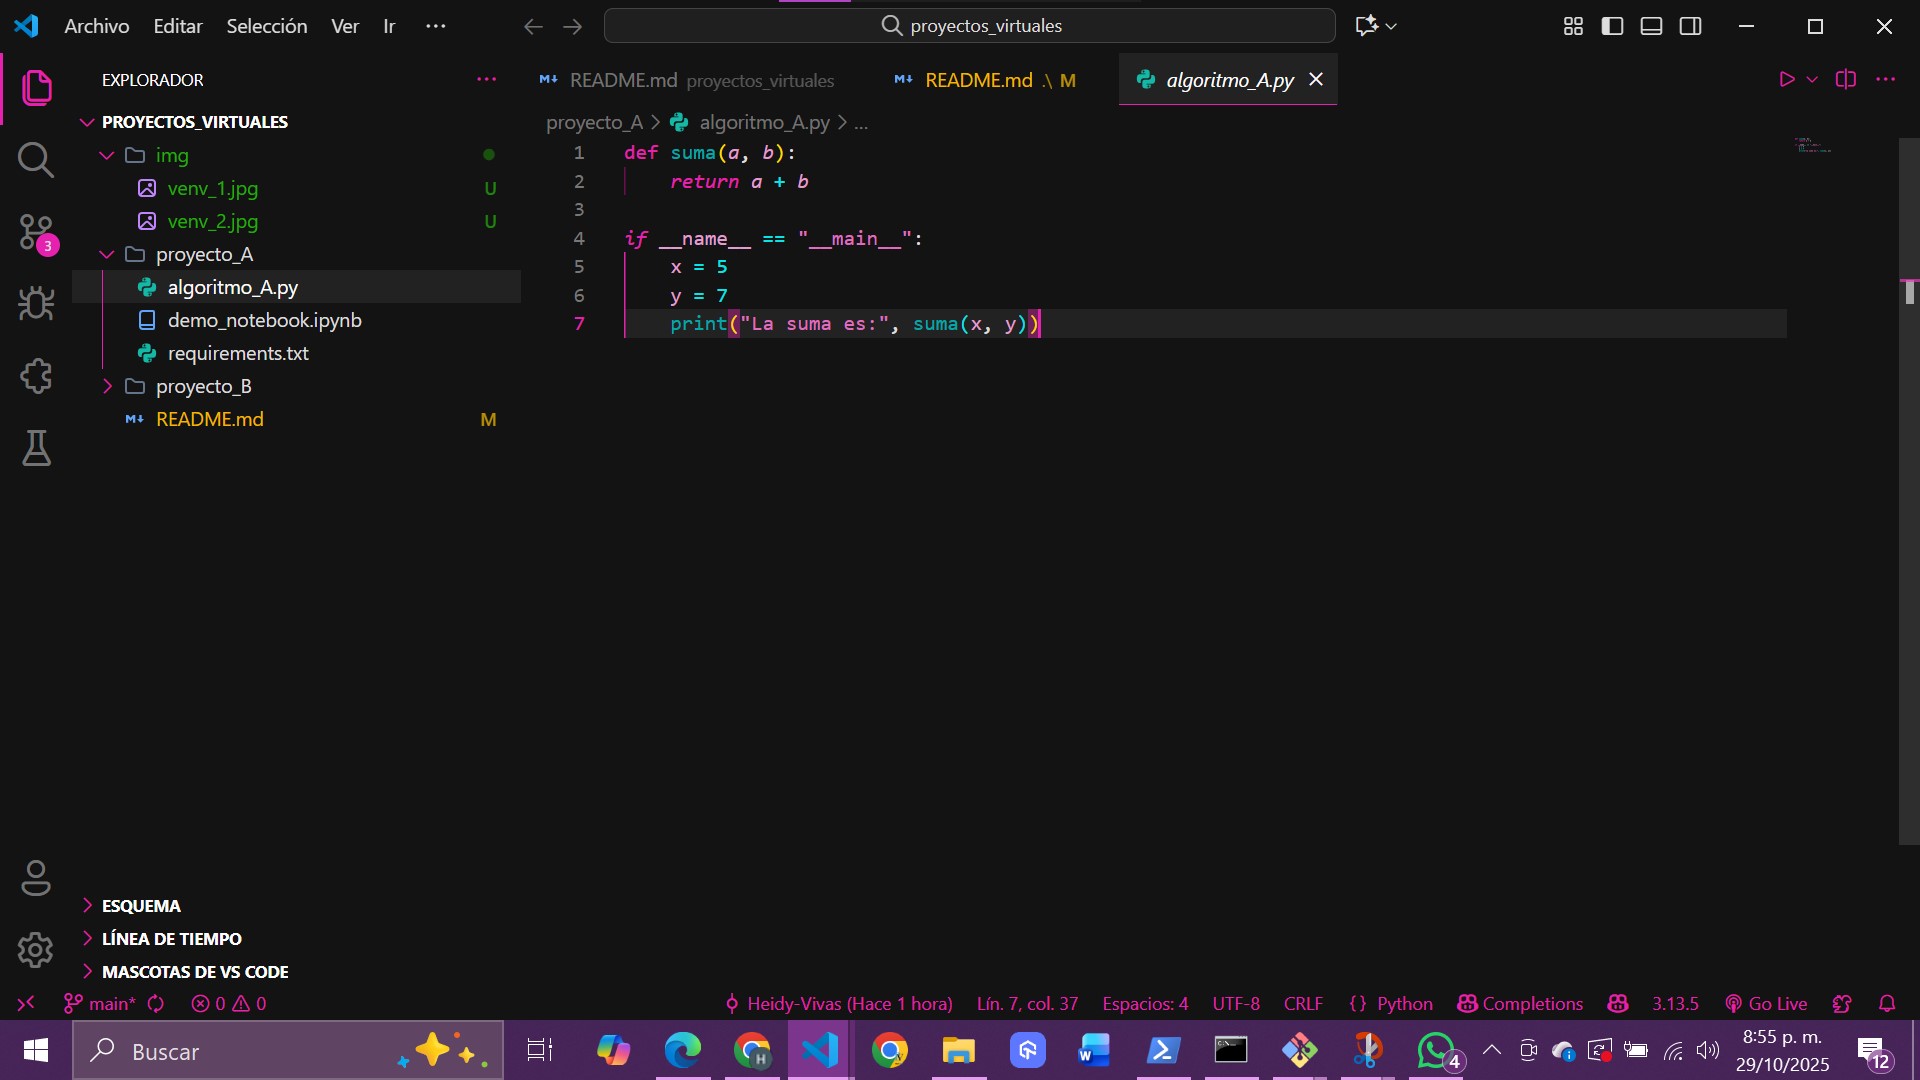 Archivo Editar Selección Ver Ir ···
proyectos_virtuales
EXPLORADOR
PROYECTOS_VIRTUALES
img
venv_1.jpg U
venv_2.jpg U
proyecto_A
algoritmo_A.py
demo_notebook.ipynb
requirements.txt
proyecto_B
README.md M
ESQUEMA
LÍNEA DE TIEMPO
MASCOTAS DE VS CODE
README.md proyectos_virtuales
README.md .\ M
algoritmo_A.py
proyecto_A > algoritmo_A.py > ...
1 def suma(a, b):
2 return a + b
3
4 if __name__ == "__main__":
5 x = 5
6 y = 7
7 print("La suma es:", suma(x, y))
3
main* 0 0 Heidy-Vivas (Hace 1 hora) Lín. 7, col. 37 Espacios: 4 UTF-8 CRLF {} Python Completions 3.13.5 Go Live
Buscar
4
8:55 p. m.
29/10/2025
12